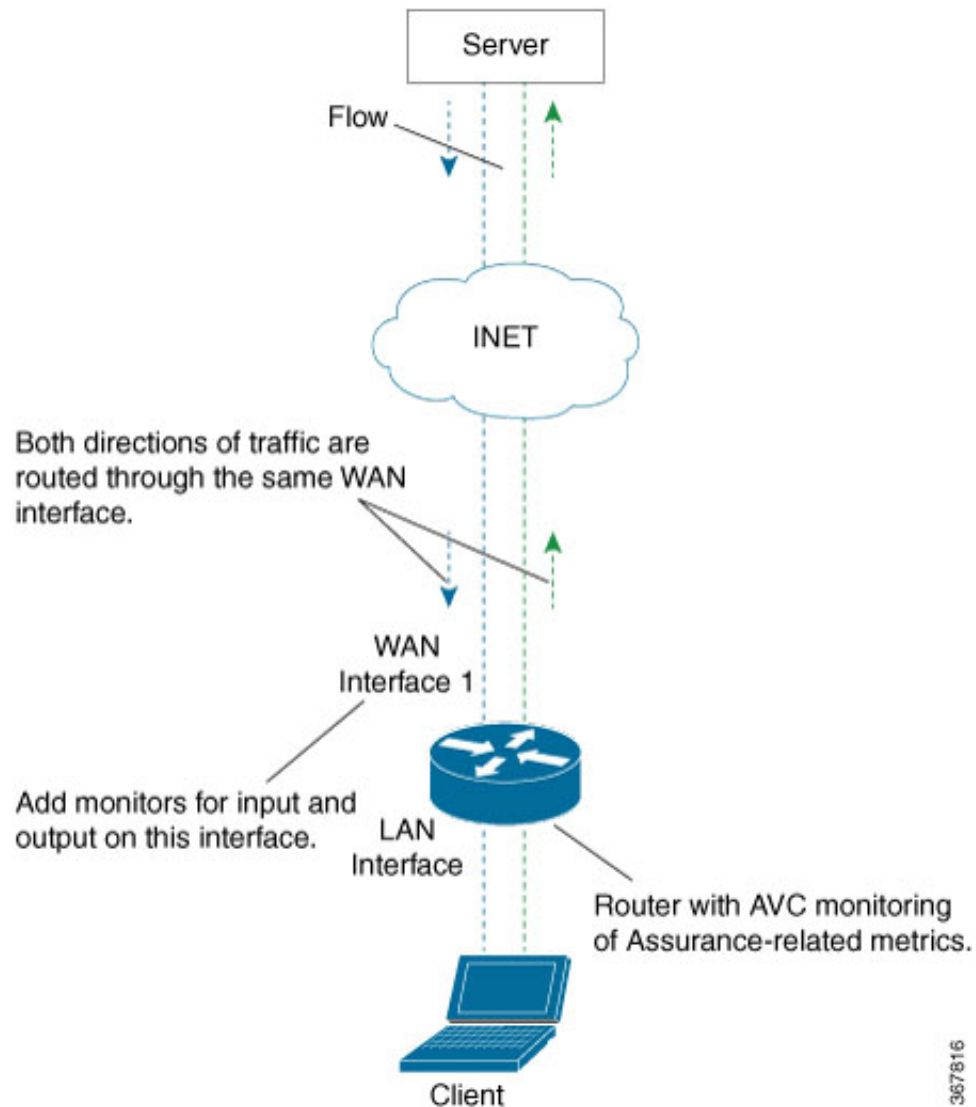 Server
Flow
INET
Both directions of traffic are
routed through the same WAN
interface.
WAN
Interface 1
Add monitors for input and
output on this interface.
LAN
Interface
Router with AVC monitoring
of Assurance-related metrics.
Client
367816